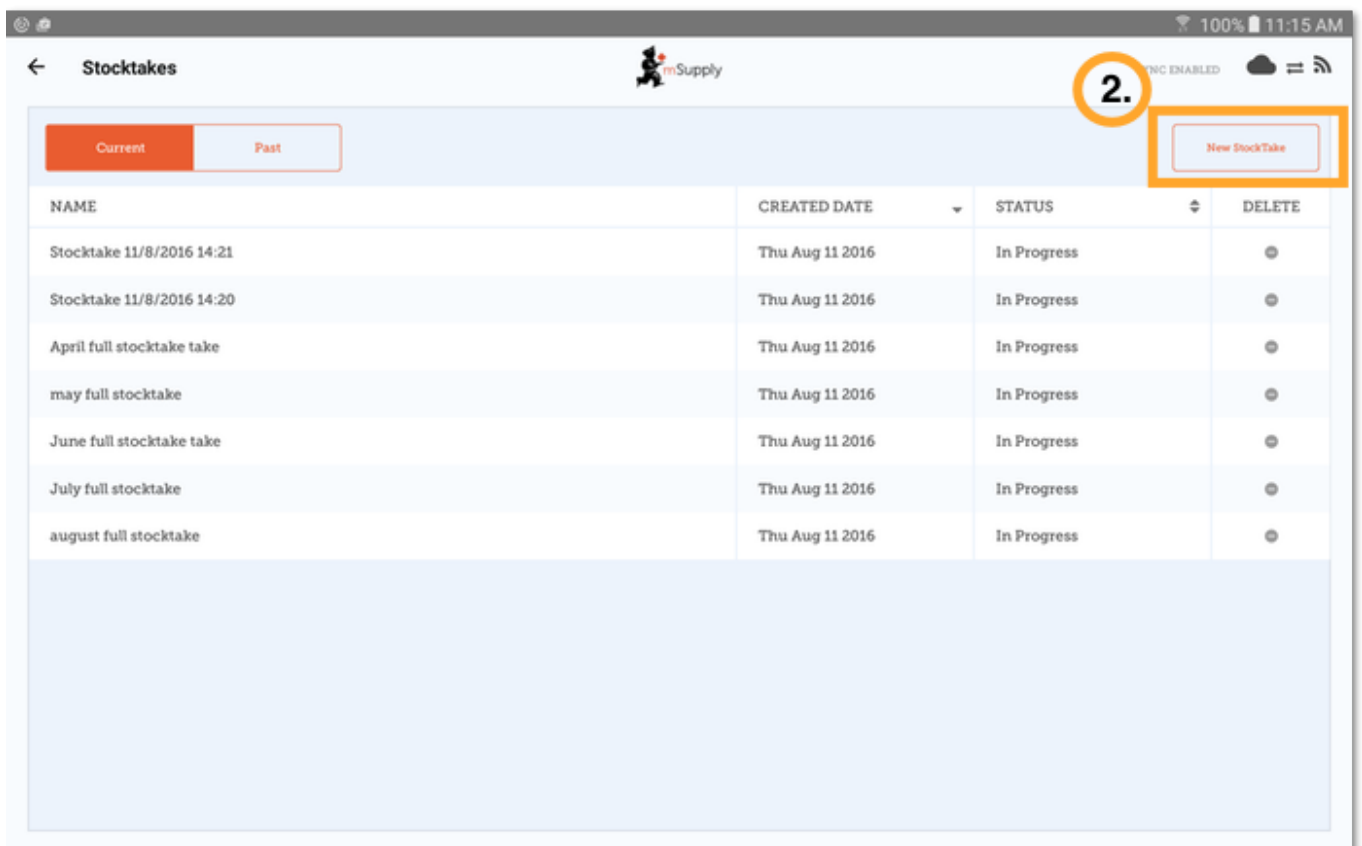 100% 11:15 AM
Stocktakes
mSupply
YNC ENABLED
2.
Current Past
New StockTake
NAME CREATED DATE STATUS DELETE
Stocktake 11/8/2016 14:21 Thu Aug 11 2016 In Progress
Stocktake 11/8/2016 14:20 Thu Aug 11 2016 In Progress
April full stocktake take Thu Aug 11 2016 In Progress
may full stocktake Thu Aug 11 2016 In Progress
June full stocktake take Thu Aug 11 2016 In Progress
July full stocktake Thu Aug 11 2016 In Progress
august full stocktake Thu Aug 11 2016 In Progress